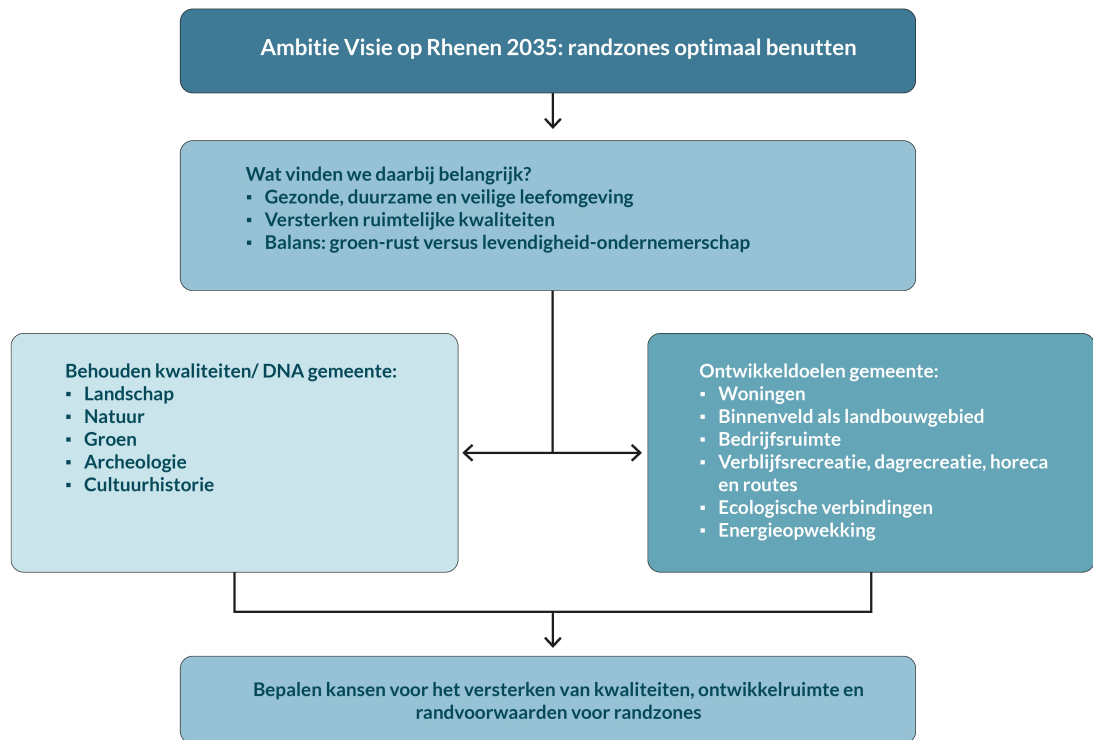 Ambitie Visie op Rhenen 2035: randzones optimaal benutten
Wat vinden we daarbij belangrijk?
▪ Gezonde, duurzame en veilige leefomgeving
▪ Versterken ruimtelijke kwaliteiten
▪ Balans: groen-rust versus levendigheid-ondernemerschap
Behouden kwaliteiten/ DNA gemeente:
▪ Landschap
▪ Natuur
▪ Groen
▪ Archeologie
▪ Cultuurhistorie
Ontwikkeldoelen gemeente:
▪ Woningen
▪ Binnenveld als landbouwgebied
▪ Bedrijfsruimte
▪ Verblijfsrecreatie, dagrecreatie, horeca
en routes
▪ Ecologische verbindingen
▪ Energieopwekking
Bepalen kansen voor het versterken van kwaliteiten, ontwikkelruimte en
randvoorwaarden voor randzones